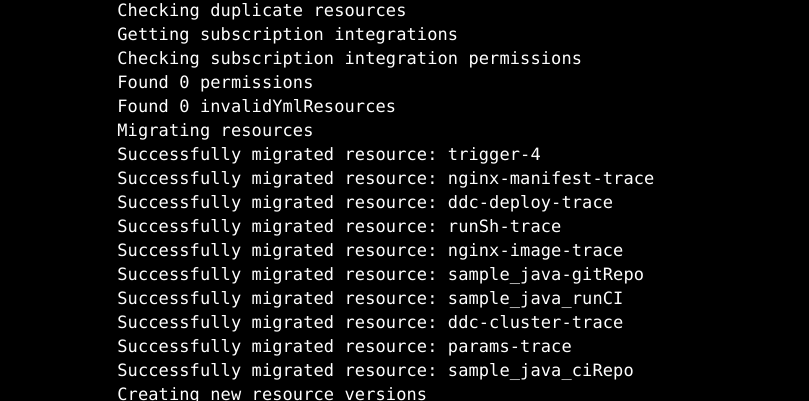 Checking duplicate resources
Getting subscription integrations
Checking subscription integration permissions
Found 0 permissions
Found 0 invalidYmlResources
Migrating resources
Successfully migrated resource: trigger-4
Successfully migrated resource: nginx-manifest-trace
Successfully migrated resource: ddc-deploy-trace
Successfully migrated resource: runSh-trace
Successfully migrated resource: nginx-image-trace
Successfully migrated resource: sample_java-gitRepo
Successfully migrated resource: sample_java_runCI
Successfully migrated resource: ddc-cluster-trace
Successfully migrated resource: params-trace
Successfully migrated resource: sample_java_ciRepo
Creating new resource versions